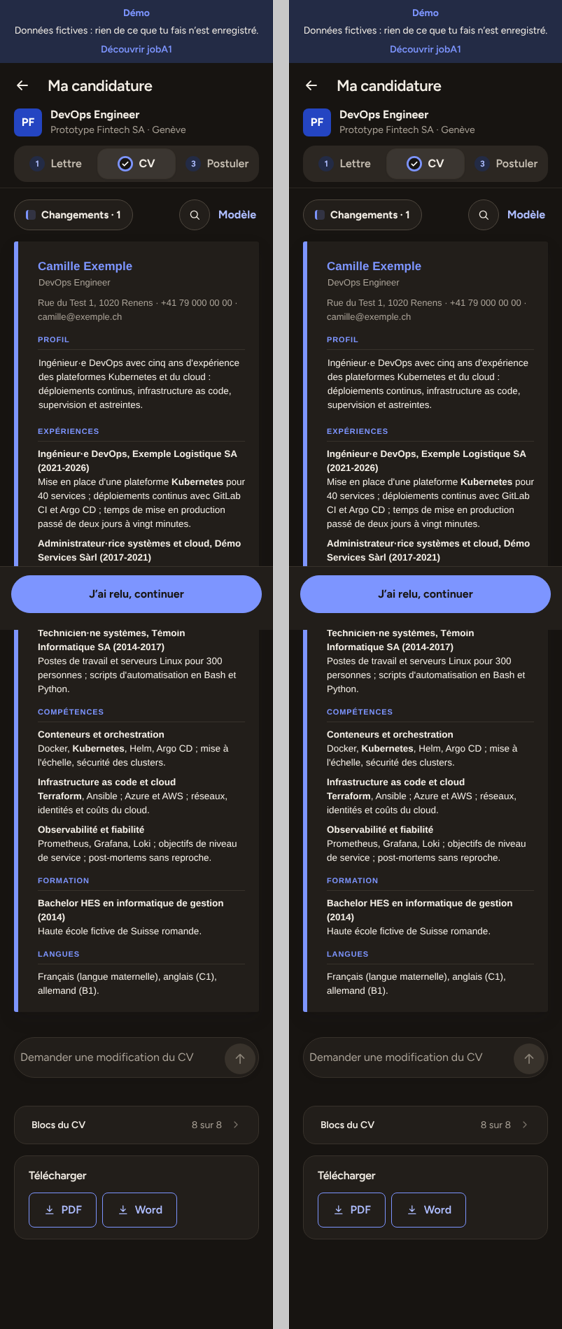 Démo
Données fictives : rien de ce que tu fais n'est enregistré.
Découvrir jobA1
Ma candidature
PF
DevOps Engineer
Prototype Fintech SA · Genève
1 Lettre
CV
3 Postuler
Changements · 1
Modèle
Camille Exemple
DevOps Engineer
Rue du Test 1, 1020 Renens · +41 79 000 00 00 ·
camille@exemple.ch
PROFIL
Ingénieur·e DevOps avec cinq ans d'expérience
des plateformes Kubernetes et du cloud :
déploiements continus, infrastructure as code,
supervision et astreintes.
EXPÉRIENCES
Ingénieur·e DevOps, Exemple Logistique SA
(2021-2026)
Mise en place d'une plateforme Kubernetes pour
40 services ; déploiements continus avec GitLab
CI et Argo CD ; temps de mise en production
passé de deux jours à vingt minutes.
Administrateur·rice systèmes et cloud, Démo
Services Sàrl (2017-2021)
J'ai relu, continuer
Technicien·ne systèmes, Témoin
Informatique SA (2014-2017)
Postes de travail et serveurs Linux pour 300
personnes ; scripts d'automatisation en Bash et
Python.
COMPÉTENCES
Conteneurs et orchestration
Docker, Kubernetes, Helm, Argo CD ; mise à
l'échelle, sécurité des clusters.
Infrastructure as code et cloud
Terraform, Ansible ; Azure et AWS ; réseaux,
identités et coûts du cloud.
Observabilité et fiabilité
Prometheus, Grafana, Loki ; objectifs de niveau
de service ; post-mortems sans reproche.
FORMATION
Bachelor HES en informatique de gestion
(2014)
Haute école fictive de Suisse romande.
LANGUES
Français (langue maternelle), anglais (C1),
allemand (B1).
Demander une modification du CV
Blocs du CV
8 sur 8
Télécharger
PDF
Word
Démo
Données fictives : rien de ce que tu fais n'est enregistré.
Découvrir jobA1
Ma candidature
PF
DevOps Engineer
Prototype Fintech SA · Genève
1 Lettre
CV
3 Postuler
Changements · 1
Modèle
Camille Exemple
DevOps Engineer
Rue du Test 1, 1020 Renens · +41 79 000 00 00 ·
camille@exemple.ch
PROFIL
Ingénieur·e DevOps avec cinq ans d'expérience
des plateformes Kubernetes et du cloud :
déploiements continus, infrastructure as code,
supervision et astreintes.
EXPÉRIENCES
Ingénieur·e DevOps, Exemple Logistique SA
(2021-2026)
Mise en place d'une plateforme Kubernetes pour
40 services ; déploiements continus avec GitLab
CI et Argo CD ; temps de mise en production
passé de deux jours à vingt minutes.
Administrateur·rice systèmes et cloud, Démo
Services Sàrl (2017-2021)
J'ai relu, continuer
Technicien·ne systèmes, Témoin
Informatique SA (2014-2017)
Postes de travail et serveurs Linux pour 300
personnes ; scripts d'automatisation en Bash et
Python.
COMPÉTENCES
Conteneurs et orchestration
Docker, Kubernetes, Helm, Argo CD ; mise à
l'échelle, sécurité des clusters.
Infrastructure as code et cloud
Terraform, Ansible ; Azure et AWS ; réseaux,
identités et coûts du cloud.
Observabilité et fiabilité
Prometheus, Grafana, Loki ; objectifs de niveau
de service ; post-mortems sans reproche.
FORMATION
Bachelor HES en informatique de gestion
(2014)
Haute école fictive de Suisse romande.
LANGUES
Français (langue maternelle), anglais (C1),
allemand (B1).
Demander une modification du CV
Blocs du CV
8 sur 8
Télécharger
PDF
Word